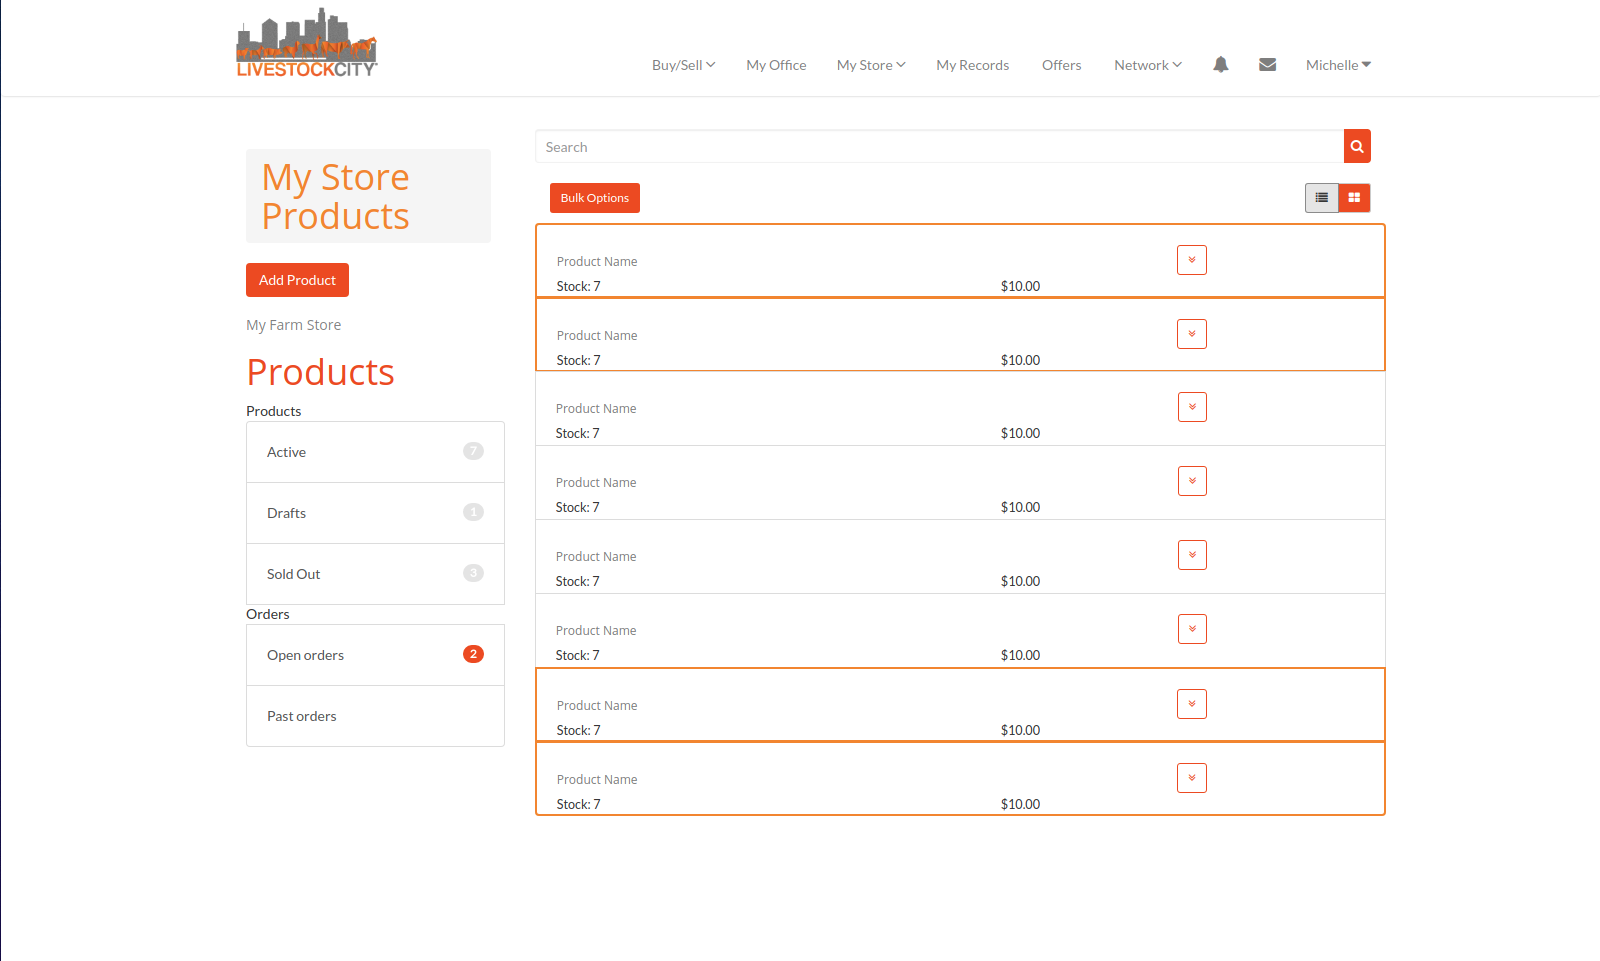 LIVESTOCKCITY
Buy/Sell My Office My Store My Records Offers Network Michelle
My Store
Products
Add Product
My Farm Store
Products
Products
Active 7
Drafts 1
Sold Out 3
Orders
Open orders 2
Past orders
Search
Bulk Options
Product Name
Stock: 7 $10.00
Product Name
Stock: 7 $10.00
Product Name
Stock: 7 $10.00
Product Name
Stock: 7 $10.00
Product Name
Stock: 7 $10.00
Product Name
Stock: 7 $10.00
Product Name
Stock: 7 $10.00
Product Name
Stock: 7 $10.00